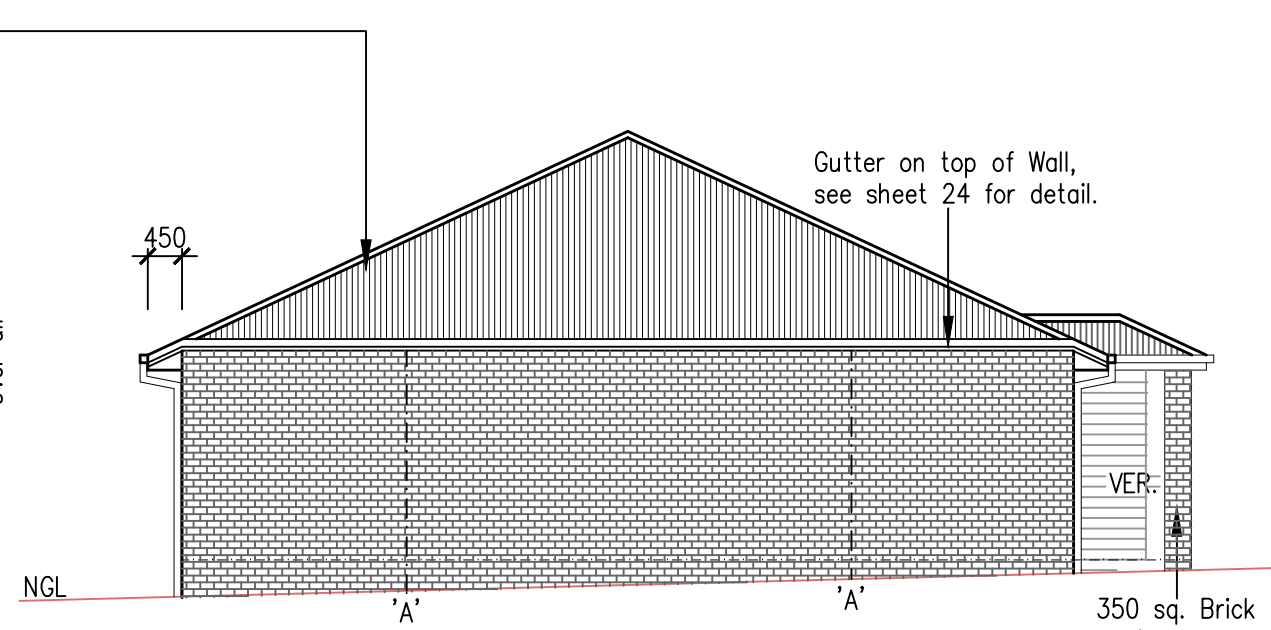 Gutter on top of Wall,
see sheet 24 for detail.
450
VER.
NGL
'A'
'A'
350 sq. Brick